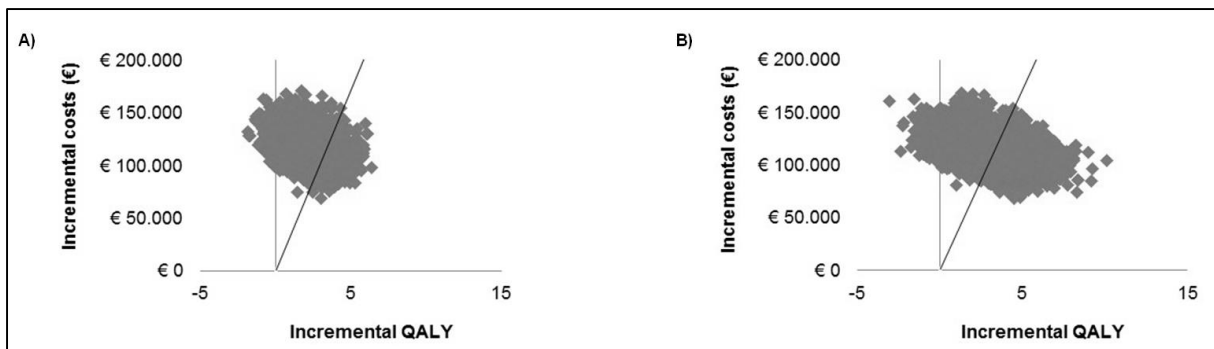 A)
Incremental costs (€)
€ 200.000
€ 150.000
€ 100.000
€ 50.000
€ 0
-5
5
15
Incremental QALY
B)
Incremental costs (€)
€ 200.000
€ 150.000
€ 100.000
€ 50.000
€ 0
-5
5
15
Incremental QALY